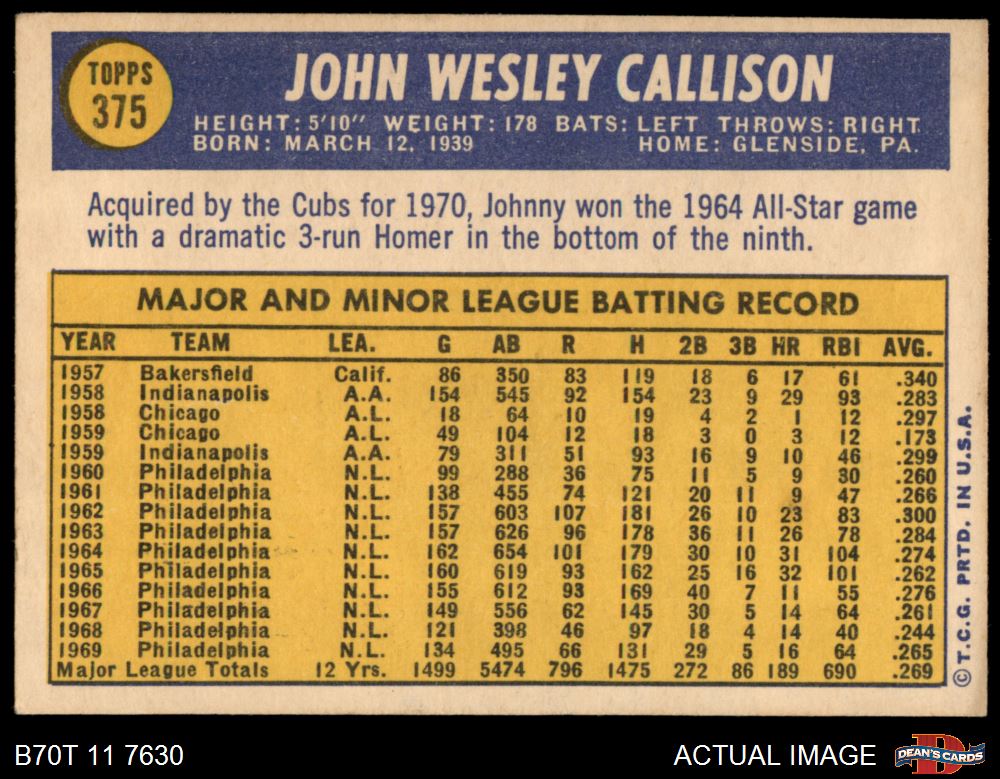 TOPPS
375
JOHN WESLEY CALLISON
HEIGHT: 5'10" WEIGHT: 178 BATS: LEFT THROWS: RIGHT
BORN: MARCH 12, 1939 HOME: GLENSIDE, PA.
Acquired by the Cubs for 1970, Johnny won the 1964 All-Star game
with a dramatic 3-run Homer in the bottom of the ninth.
MAJOR AND MINOR LEAGUE BATTING RECORD
YEAR TEAM LEA. G AB R H 2B 3B HR RBI AVG.
1957 Bakersfield Calif. 86 350 83 119 18 6 17 61 .340
1958 Indianapolis A.A. 154 545 92 154 23 9 29 93 .283
1958 Chicago A.L. 18 64 10 19 4 2 1 12 .297
1959 Chicago A.L. 49 104 12 18 3 0 3 12 .173
1959 Indianapolis A.A. 79 311 51 93 16 9 10 46 .299
1960 Philadelphia N.L. 99 288 36 75 11 5 9 30 .260
1961 Philadelphia N.L. 138 455 74 121 20 11 9 47 .266
1962 Philadelphia N.L. 157 603 107 181 26 10 23 83 .300
1963 Philadelphia N.L. 157 626 96 178 36 11 26 78 .284
1964 Philadelphia N.L. 162 654 101 179 30 10 31 104 .274
1965 Philadelphia N.L. 160 619 93 162 25 16 32 101 .262
1966 Philadelphia N.L. 155 612 93 169 40 7 11 55 .276
1967 Philadelphia N.L. 149 556 62 145 30 5 14 64 .261
1968 Philadelphia N.L. 121 398 46 97 18 4 14 40 .244
1969 Philadelphia N.L. 134 495 66 131 29 5 16 64 .265
Major League Totals 12 Yrs. 1499 5474 796 1475 272 86 189 690 .269
© T.C.G. PRTD. IN U.S.A.
B70T 11 7630 ACTUAL IMAGE
D
DEAN'S CARDS